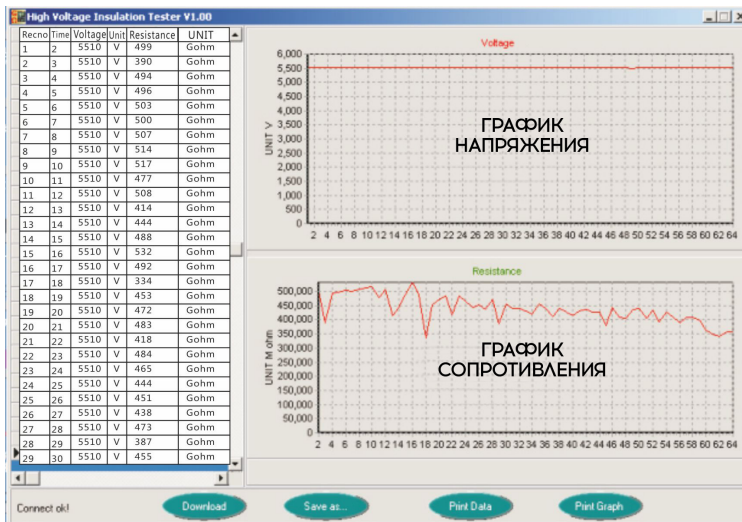 High Voltage Insulation Tester V1.00
Recno Time Voltage Unit Resistance UNIT
1 2 5510 V 499 Gohm
2 3 5510 V 390 Gohm
3 4 5510 V 494 Gohm
4 5 5510 V 496 Gohm
5 6 5510 V 503 Gohm
6 7 5510 V 500 Gohm
7 8 5510 V 507 Gohm
8 9 5510 V 514 Gohm
9 10 5510 V 517 Gohm
10 11 5510 V 477 Gohm
11 12 5510 V 508 Gohm
12 13 5510 V 414 Gohm
13 14 5510 V 444 Gohm
14 15 5510 V 488 Gohm
15 16 5510 V 532 Gohm
16 17 5510 V 492 Gohm
17 18 5510 V 334 Gohm
18 19 5510 V 453 Gohm
19 20 5510 V 472 Gohm
20 21 5510 V 483 Gohm
21 22 5510 V 418 Gohm
22 23 5510 V 484 Gohm
23 24 5510 V 465 Gohm
24 25 5510 V 444 Gohm
25 26 5510 V 451 Gohm
26 27 5510 V 438 Gohm
27 28 5510 V 473 Gohm
28 29 5510 V 387 Gohm
29 30 5510 V 455 Gohm
Voltage
UNIT V
6,000
5,500
5,000
4,500
4,000
3,500
3,000
2,500
2,000
1,500
1,000
500
0
ГРАФИК
НАПРЯЖЕНИЯ
2 4 6 8 10 12 14 16 18 20 22 24 26 28 30 32 34 36 38 40 42 44 46 48 50 52 54 56 58 60 62 64
Resistance
UNIT M ohm
500,000
450,000
400,000
350,000
300,000
250,000
200,000
150,000
100,000
50,000
0
ГРАФИК
СОПРОТИВЛЕНИЯ
2 4 6 8 10 12 14 16 18 20 22 24 26 28 30 32 34 36 38 40 42 44 46 48 50 52 54 56 58 60 62 64
Connect ok! Download Save as... Print Data Print Graph